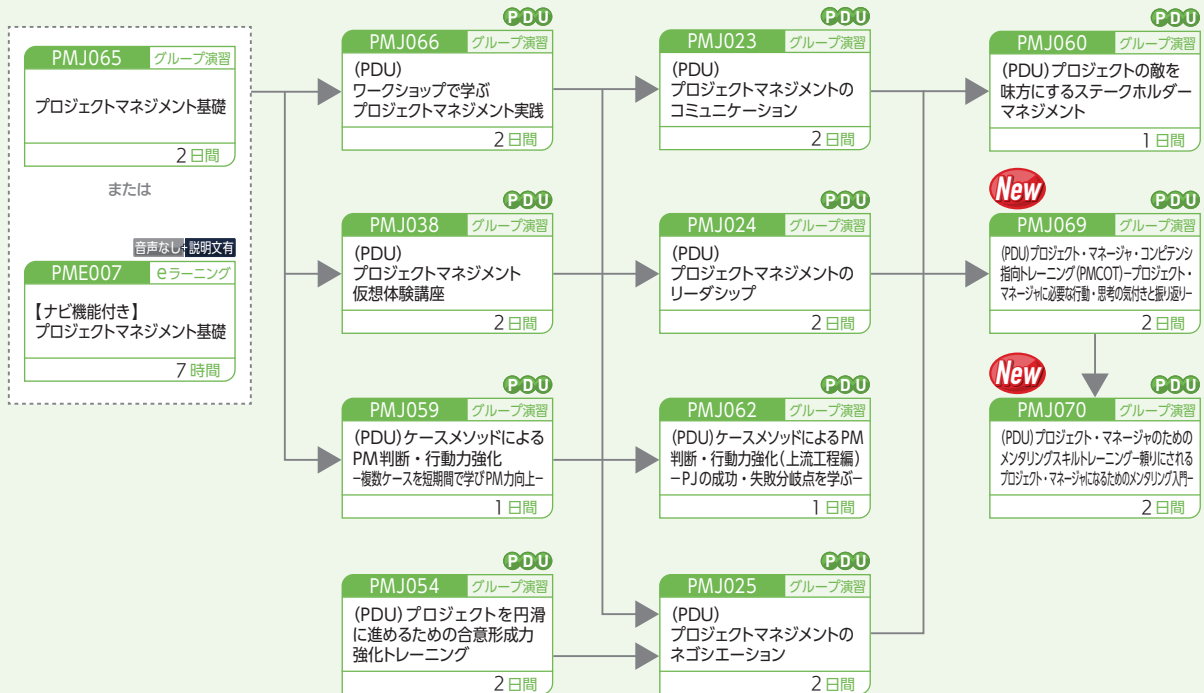 PMJ065 グループ演習
プロジェクトマネジメント基礎
2日間
または
音声なし+説明文有
PME007 eラーニング
【ナビ機能付き】
プロジェクトマネジメント基礎
7時間
PDU
PMJ066 グループ演習
(PDU)
ワークショップで学ぶ
プロジェクトマネジメント実践
2日間
PDU
PMJ038 グループ演習
(PDU)
プロジェクトマネジメント
仮想体験講座
2日間
PDU
PMJ059 グループ演習
(PDU)ケースメソッドによる
PM判断・行動力強化
−複数ケースを短期間で学びPM力向上−
1日間
PDU
PMJ054 グループ演習
(PDU)プロジェクトを円滑
に進めるための合意形成力
強化トレーニング
2日間
PDU
PMJ023 グループ演習
(PDU)
プロジェクトマネジメントの
コミュニケーション
2日間
PDU
PMJ024 グループ演習
(PDU)
プロジェクトマネジメントの
リーダシップ
2日間
PDU
PMJ062 グループ演習
(PDU)ケースメソッドによるPM
判断・行動力強化(上流工程編)
−PJの成功・失敗分岐点を学ぶ−
1日間
PDU
PMJ025 グループ演習
(PDU)
プロジェクトマネジメントの
ネゴシエーション
2日間
PDU
PMJ060 グループ演習
(PDU)プロジェクトの敵を
味方にするステークホルダー
マネジメント
1日間
New
PDU
PMJ069 グループ演習
(PDU)プロジェクト・マネージャ・コンピテンシ
指向トレーニング(PMCOT)−プロジェクト・
マネージャに必要な行動・思考の気付きと振り返り−
2日間
New
PDU
PMJ070 グループ演習
(PDU)プロジェクト・マネージャのための
メンタリングスキルトレーニング−頼りにされる
プロジェクト・マネージャになるためのメンタリング入門−
2日間